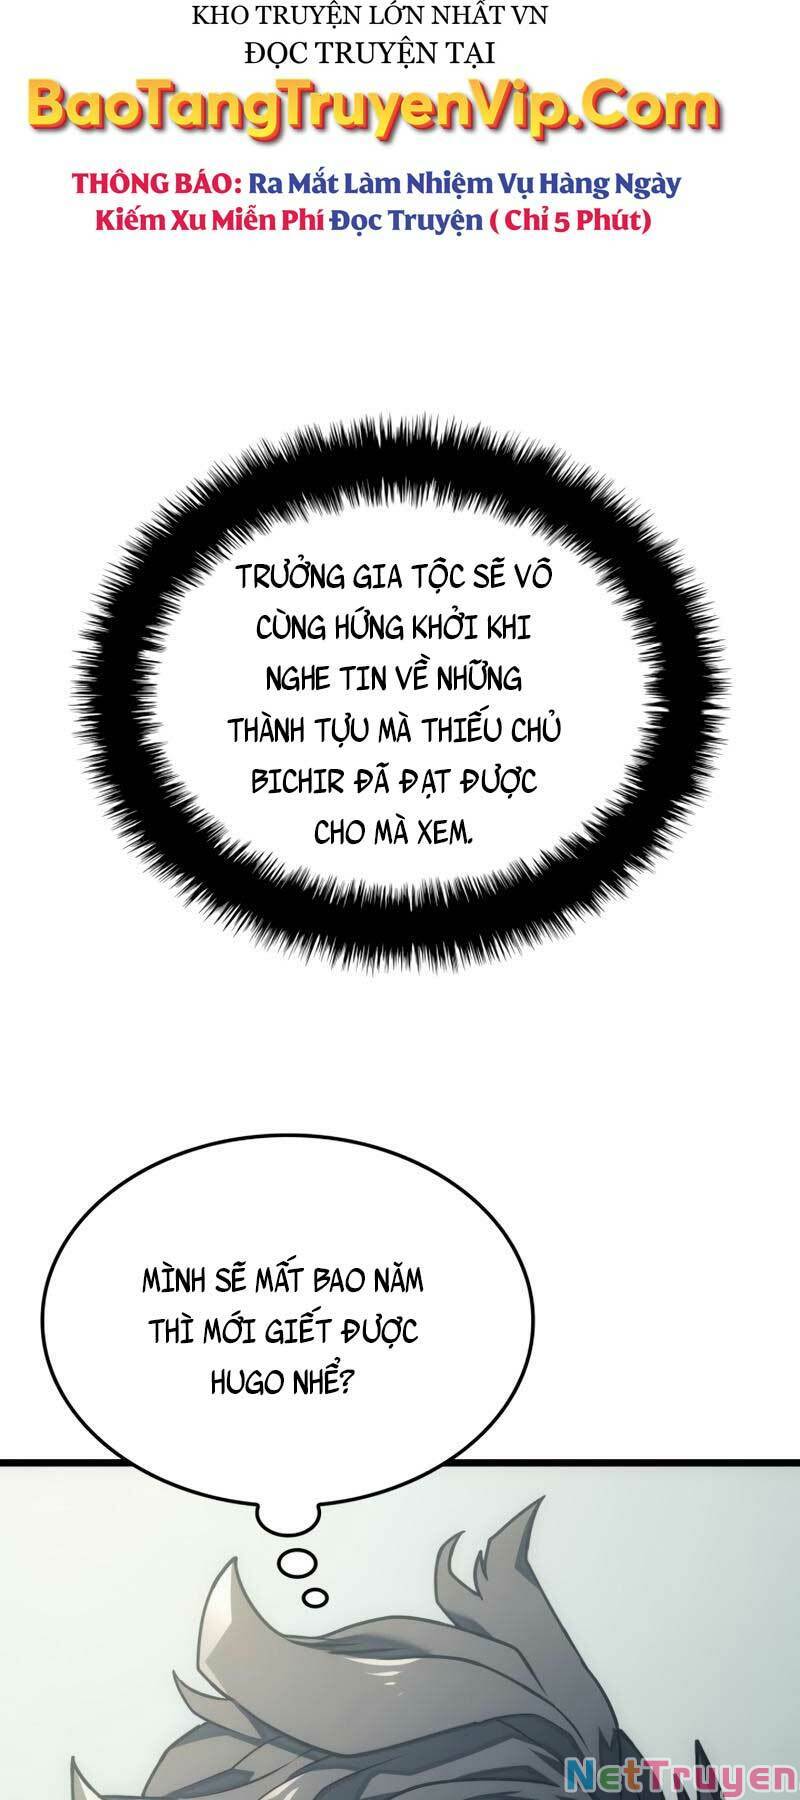 KHO TRUYỆN LỚN NHẤT VN
ĐỌC TRUYỆN TẠI
BaoTangTruyenVip.Com
THÔNG BÁO: Ra Mắt Làm Nhiệm Vụ Hàng Ngày
Kiếm Xu Miễn Phí Đọc Truyện ( Chỉ 5 Phút)
TRƯỞNG GIA TỘC SẼ VÔ
CÙNG HỨNG KHỞI KHI
NGHE TIN VỀ NHỮNG
THÀNH TỰU MÀ THIẾU CHỦ
BICHIR ĐÃ ĐẠT ĐƯỢC
CHO MÀ XEM.
MÌNH SẼ MẤT BAO NĂM
THÌ MỚI GIẾT ĐƯỢC
HUGO NHỂ?
NetTruyen